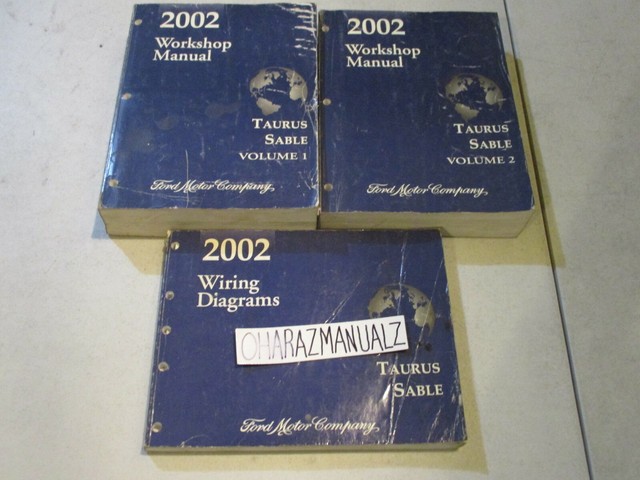 2002
Workshop
Manual
TAURUS
SABLE
VOLUME 1
Ford Motor Company
2002
Workshop
Manual
TAURUS
SABLE
VOLUME 2
Ford Motor Company
2002
Wiring
Diagrams
OHARAZMANUALZ
TAURUS
SABLE
Ford Motor Company